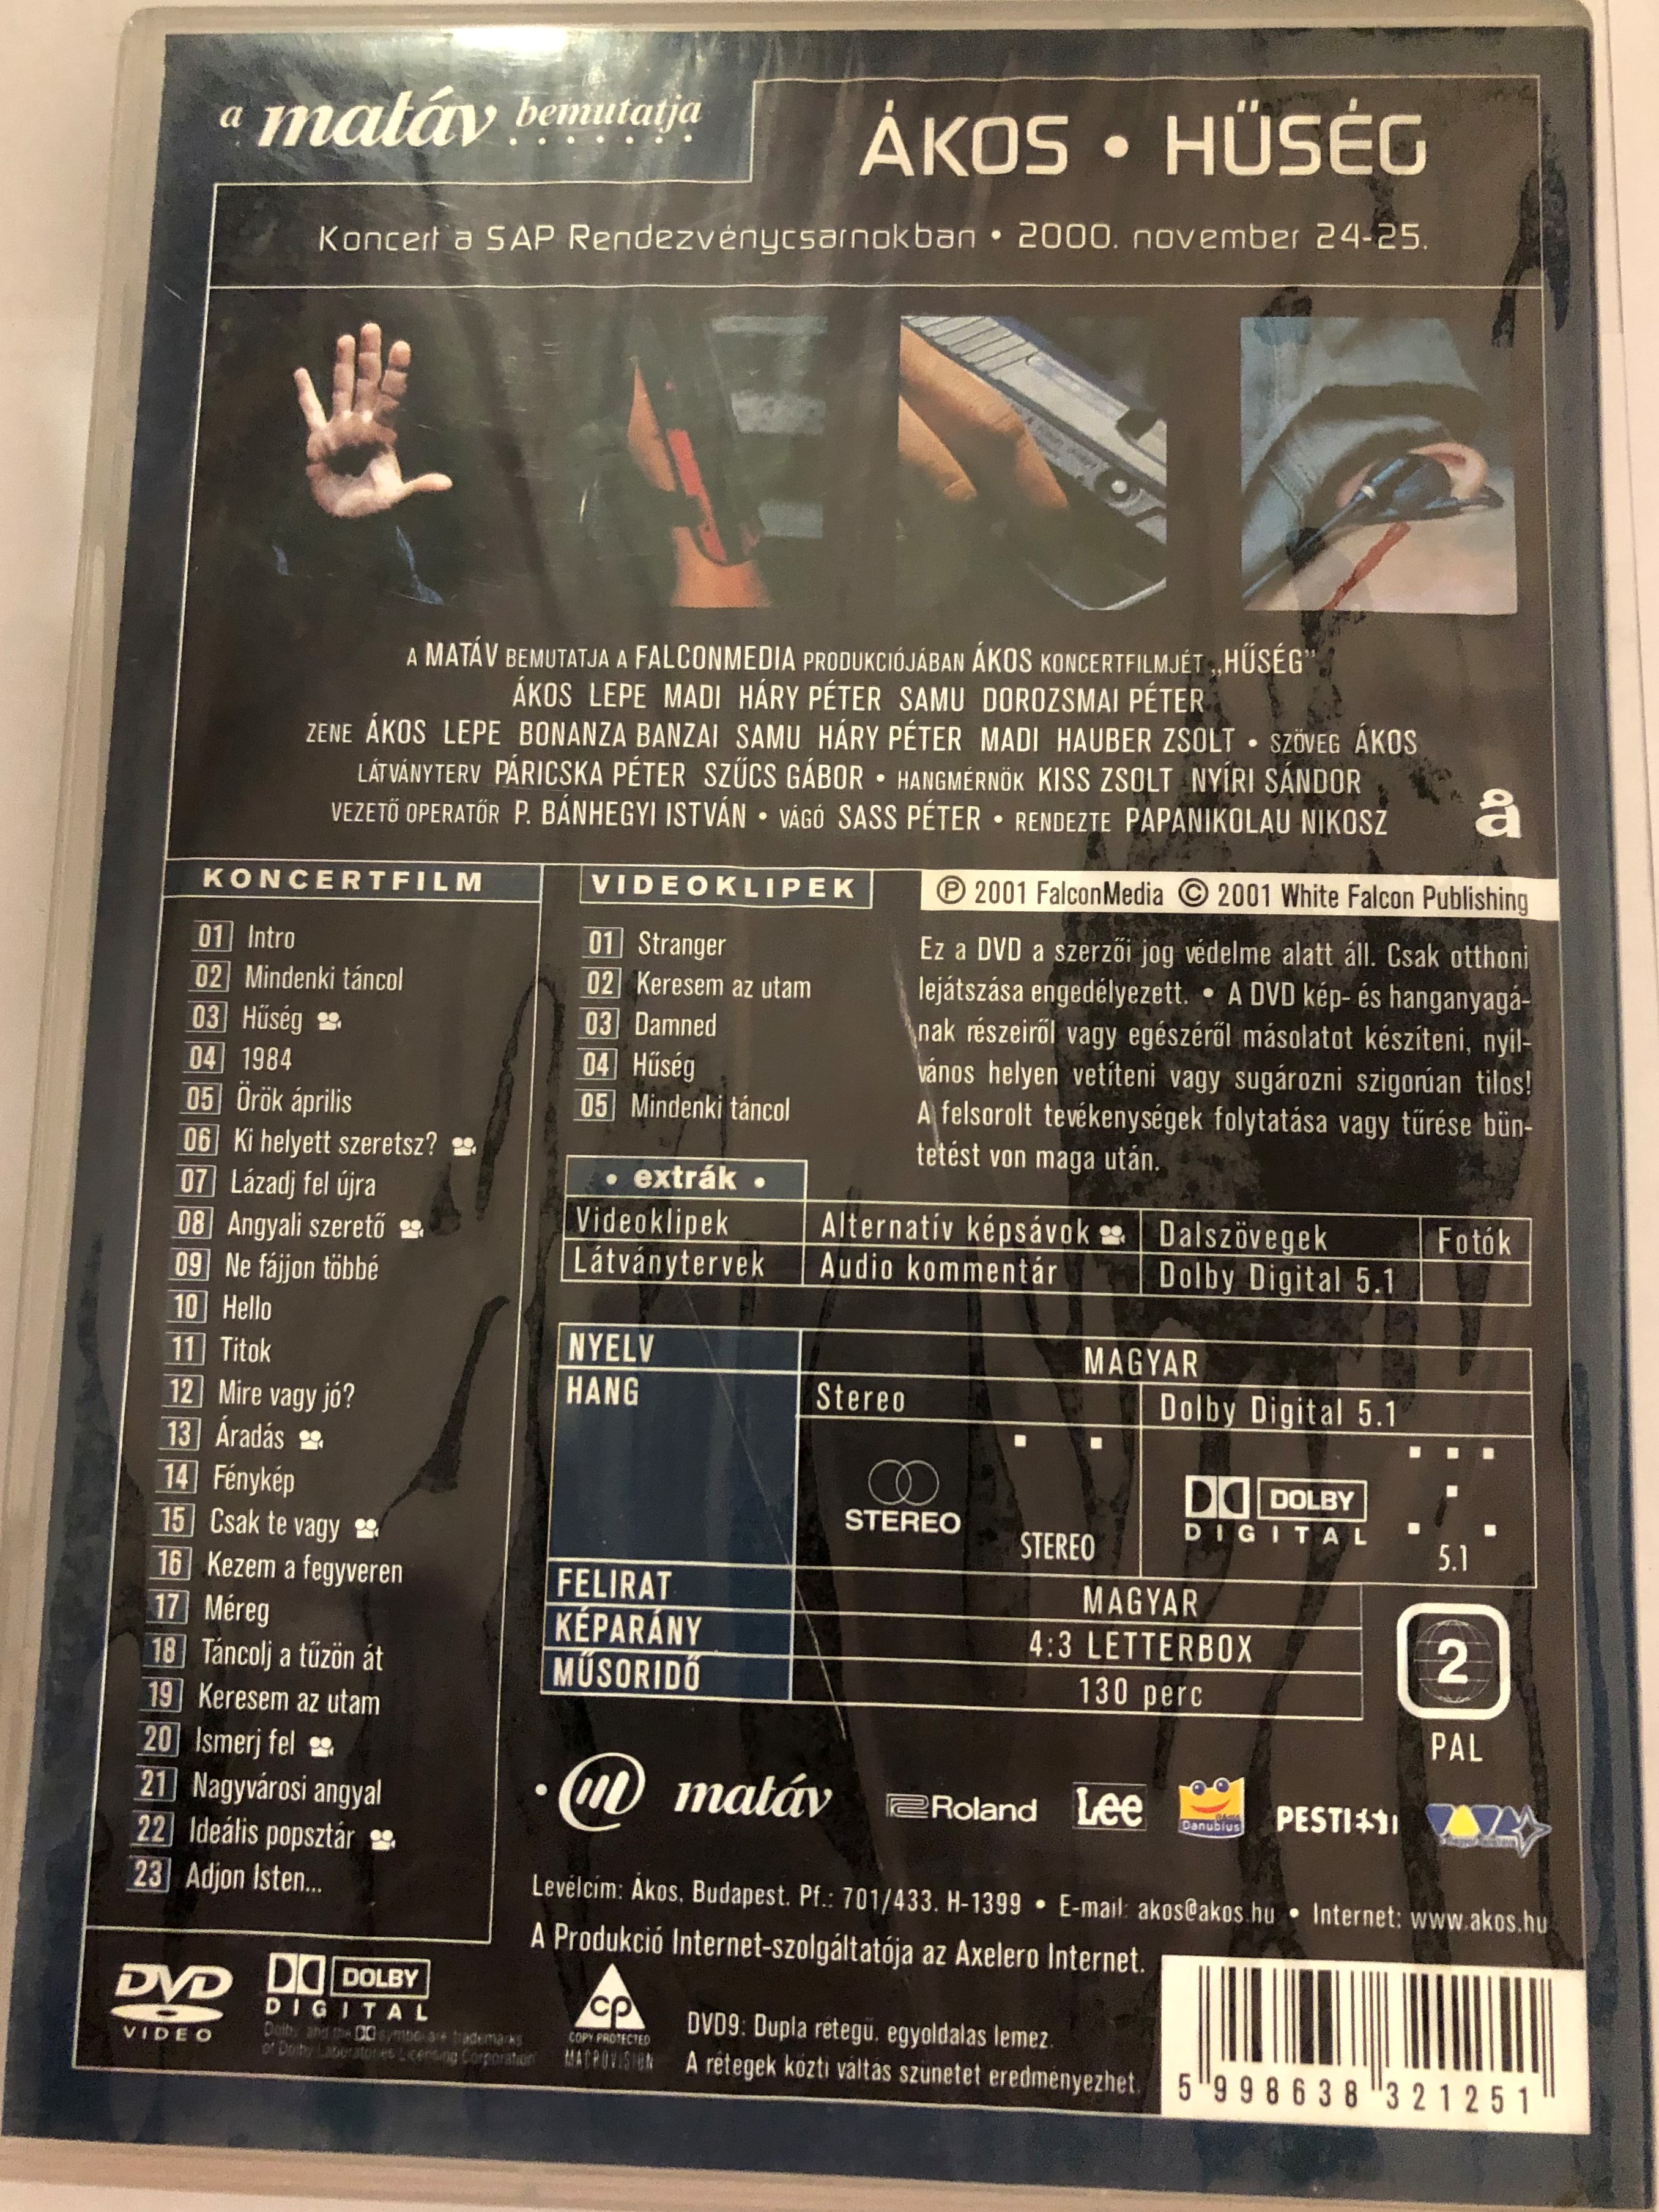 a matáv bemutatja
ÁKOS • HŰSÉG
Koncert a SAP Rendezvénycsarnokban • 2000. november 24-25.
A MATÁV BEMUTATJA A FALCONMEDIA PRODUKCIÓJÁBAN ÁKOS KONCERTFILMJÉT „HŰSÉG”
ÁKOS LEPE MADI HÁRY PÉTER SAMU DOROZSMAI PÉTER
ZENE ÁKOS LEPE BONANZA BANZAI SAMU HÁRY PÉTER MADI HAUBER ZSOLT • SZÖVEG ÁKOS
LÁTVÁNYTERV PÁRICSKA PÉTER SZŰCS GÁBOR • HANGMÉRNÖK KISS ZSOLT NYÍRI SÁNDOR
VEZETŐ OPERATŐR P. BÁNHEGYI ISTVÁN • VÁGÓ SASS PÉTER • RENDEZTE PAPANIKOLAU NIKOSZ
å
KONCERTFILM
01 Intro
02 Mindenki táncol
03 Hűség
04 1984
05 Örök április
06 Ki helyett szeretsz?
07 Lázadj fel újra
08 Angyali szerető
09 Ne fájjon többé
10 Hello
11 Titok
12 Mire vagy jó?
13 Áradás
14 Fénykép
15 Csak te vagy
16 Kezem a fegyveren
17 Méreg
18 Táncolj a tűzön át
19 Keresem az utam
20 Ismerj fel
21 Nagyvárosi angyal
22 Ideális popsztár
23 Adjon Isten...
VIDEOKLIPEK
01 Stranger
02 Keresem az utam
03 Damned
04 Hűség
05 Mindenki táncol
℗ 2001 FalconMedia © 2001 White Falcon Publishing
Ez a DVD a szerzői jog védelme alatt áll. Csak otthoni
lejátszása engedélyezett. • A DVD kép- és hanganyagá-
nak részeiről vagy egészéről másolatot készíteni, nyil-
vános helyen vetíteni vagy sugározni szigorúan tilos!
A felsorolt tevékenységek folytatása vagy tűrése bün-
tetést von maga után.
• extrák •
Videoklipek Alternatív képsávok Dalszövegek Fotók
Látványtervek Audio kommentár Dolby Digital 5.1
NYELV MAGYAR
HANG Stereo Dolby Digital 5.1
STEREO STEREO DOLBY DIGITAL 5.1
FELIRAT MAGYAR
KÉPARÁNY 4:3 LETTERBOX
MŰSORIDŐ 130 perc
2
PAL
matáv Roland Lee Danubius PESTI VIVA
Levélcím: Ákos, Budapest. Pf.: 701/433. H-1399 • E-mail: akos@akos.hu • Internet: www.akos.hu
A Produkció Internet-szolgáltatója az Axelero Internet.
DVD VIDEO
DOLBY DIGITAL
Dolby and the symbol are trademarks
of Dolby Laboratories Licensing Corporation
CP
COPY PROTECTED
MACROVISION
DVD9: Dupla rétegű, egyoldalas lemez.
A rétegek közti váltás szünetet eredményezhet.
5 998638 321251